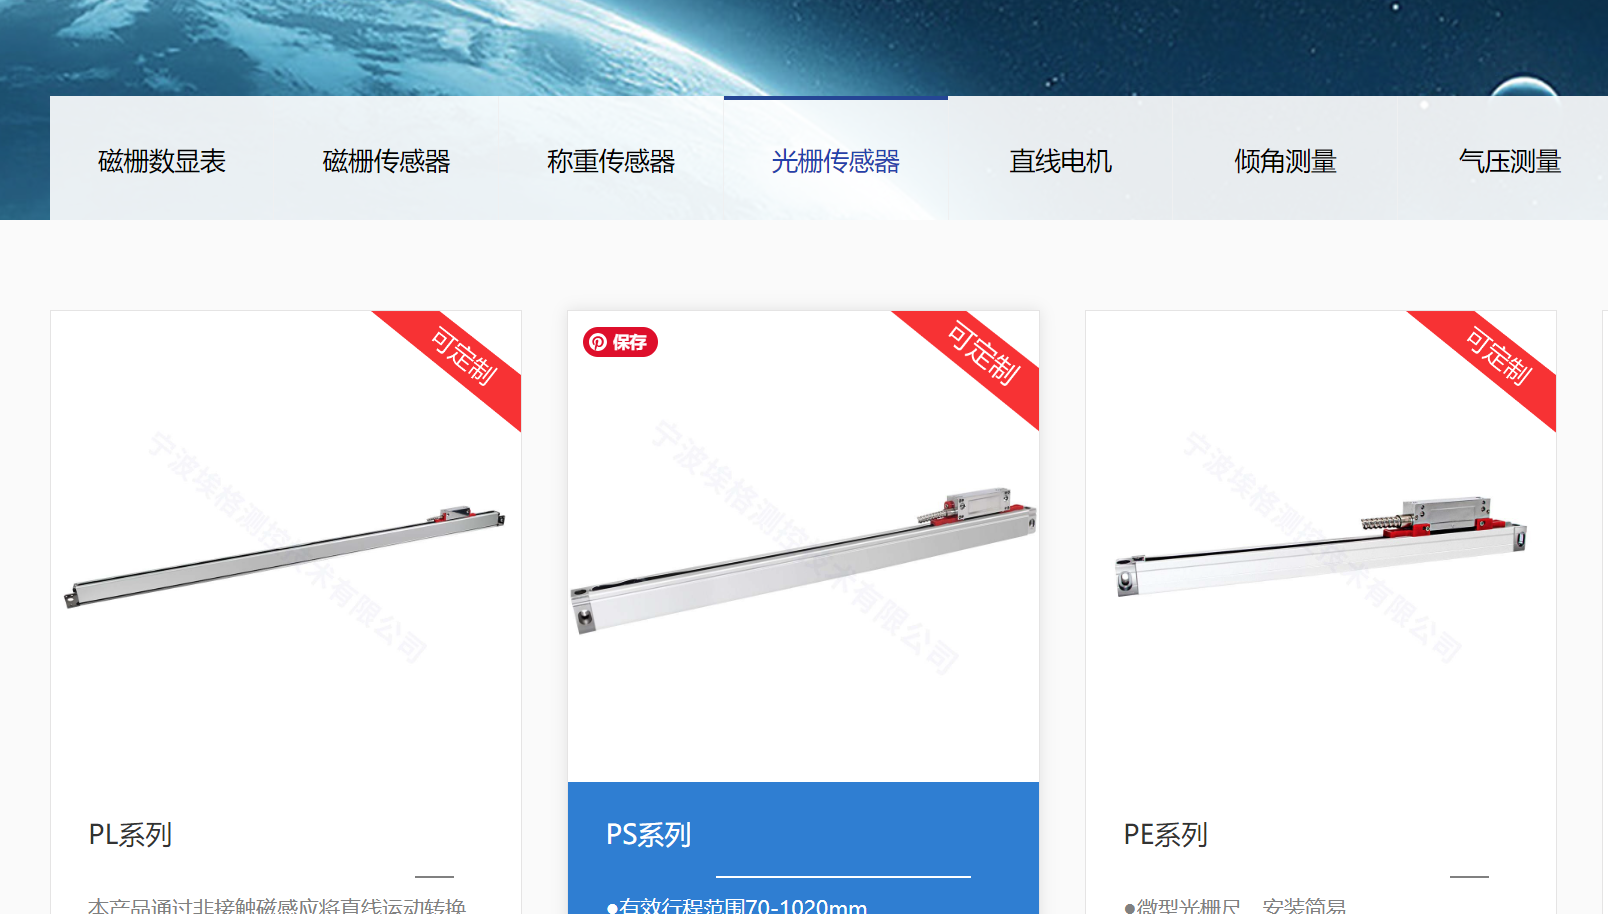 磁栅数显表
磁栅传感器
称重传感器
光栅传感器
直线电机
倾角测量
气压测量
可定制
保存
可定制
可定制
宁波埃格测控技术有限公司
宁波埃格测控技术有限公司
宁波埃格测控技术有限公司
PL系列
PS系列
PE系列
本产品通过非接触磁感应将直线运动转换
●有效行程范围70-1020mm
●微型光栅尺，安装简易